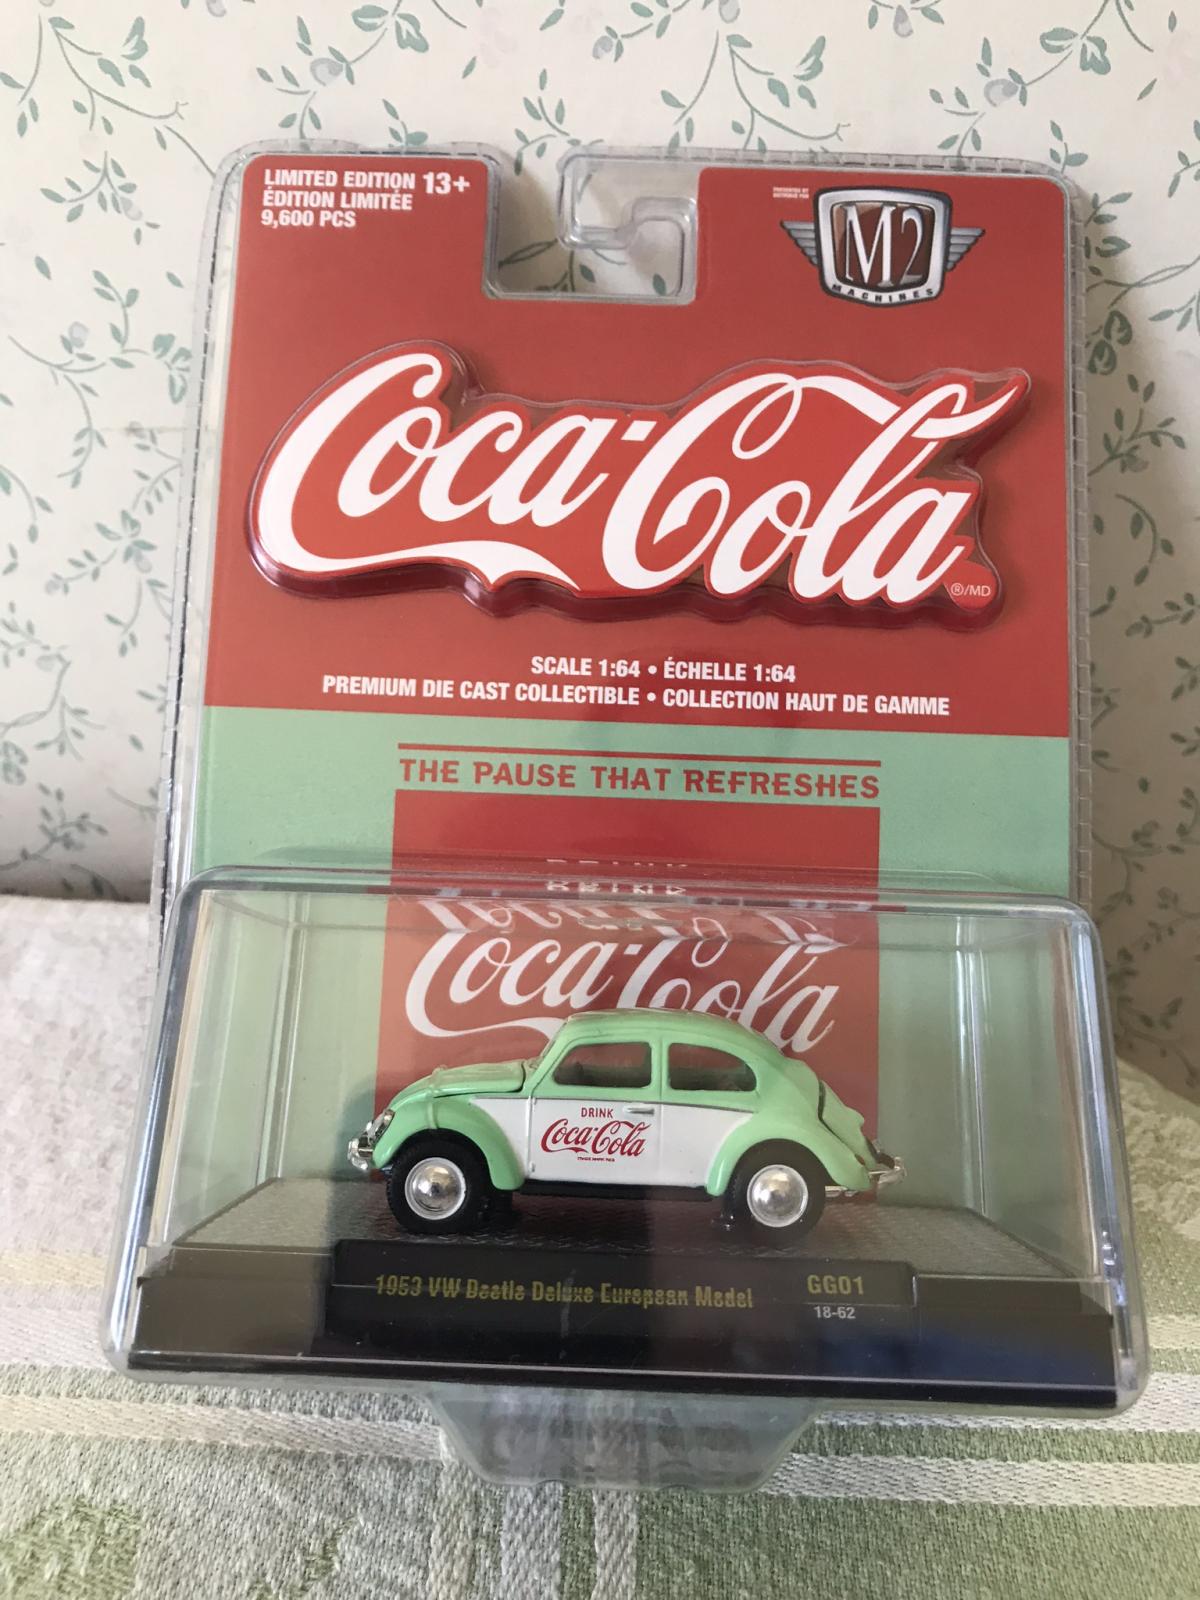 LIMITED EDITION 13+
ÉDITION LIMITÉE
9,600 PCS
M2
MACHINES
Coca-Cola
®/MD
SCALE 1:64 • ÉCHELLE 1:64
PREMIUM DIE CAST COLLECTIBLE • COLLECTION HAUT DE GAMME
THE PAUSE THAT REFRESHES
DRINK
Coca-Cola
DRINK
Coca-Cola
1953 VW Beetle Deluxe European Model
GG01
18-62